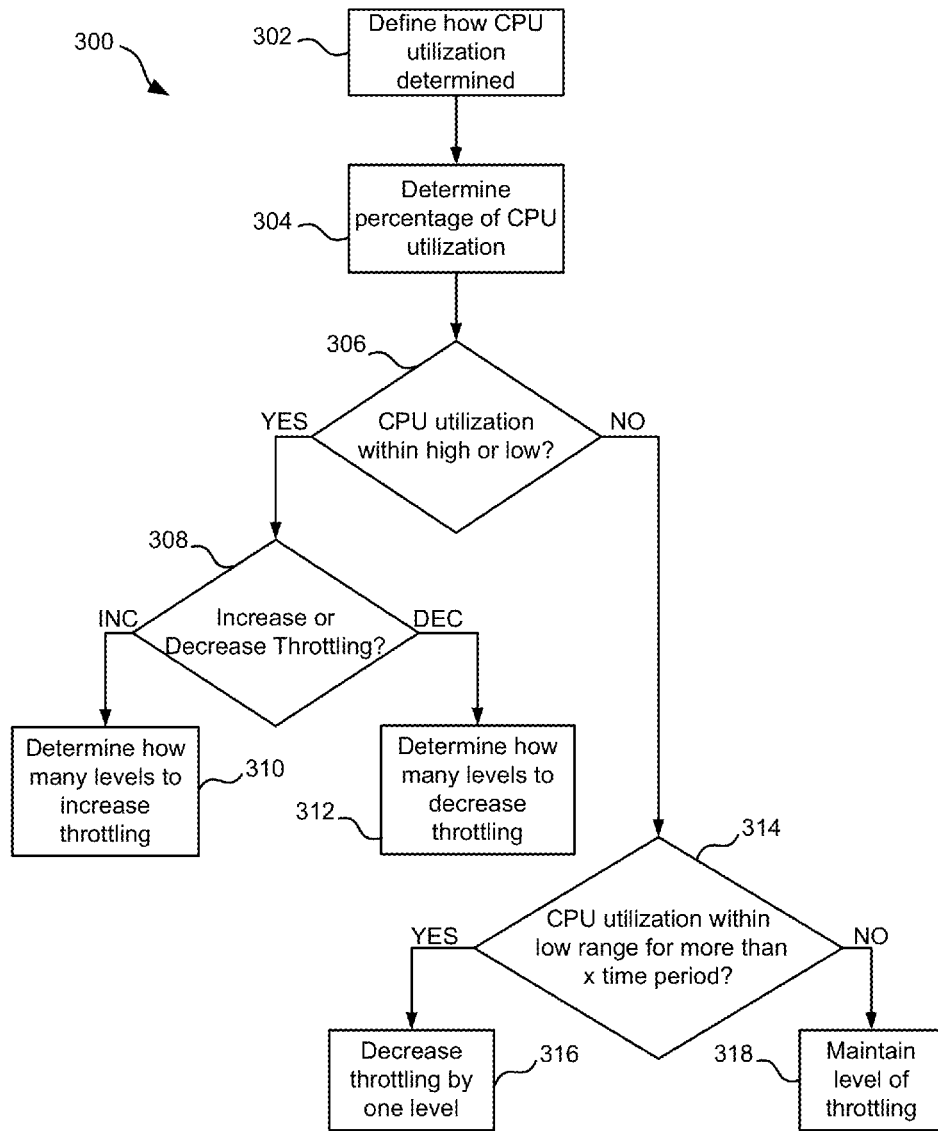 300
302
Define how CPU
utilization
determined
304
Determine
percentage of CPU
utilization
306
YES
CPU utilization
within high or low?
NO
308
INC
Increase or
Decrease Throttling?
DEC
Determine how
many levels to
increase
throttling
310
312
Determine how
many levels to
decrease
throttling
314
YES
CPU utilization within
low range for more than
x time period?
NO
Decrease
throttling by
one level
316
318
Maintain
level of
throttling